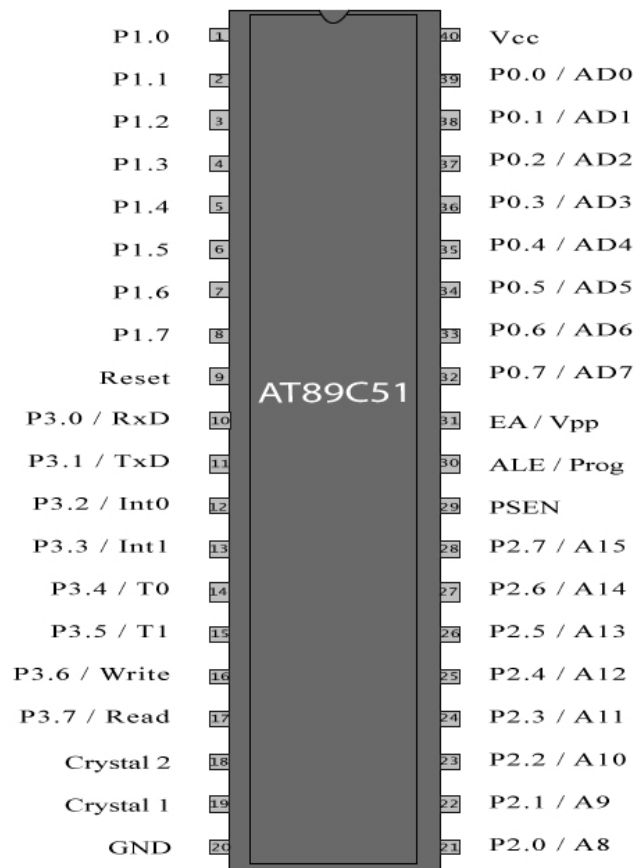 P1.0 1 40 Vcc
P1.1 2 39 P0.0 / AD0
P1.2 3 38 P0.1 / AD1
P1.3 4 37 P0.2 / AD2
P1.4 5 36 P0.3 / AD3
P1.5 6 35 P0.4 / AD4
P1.6 7 34 P0.5 / AD5
P1.7 8 33 P0.6 / AD6
Reset 9 32 P0.7 / AD7
AT89C51
P3.0 / RxD 10 31 EA / Vpp
P3.1 / TxD 11 30 ALE / Prog
P3.2 / Int0 12 29 PSEN
P3.3 / Int1 13 28 P2.7 / A15
P3.4 / T0 14 27 P2.6 / A14
P3.5 / T1 15 26 P2.5 / A13
P3.6 / Write 16 25 P2.4 / A12
P3.7 / Read 17 24 P2.3 / A11
Crystal 2 18 23 P2.2 / A10
Crystal 1 19 22 P2.1 / A9
GND 20 21 P2.0 / A8